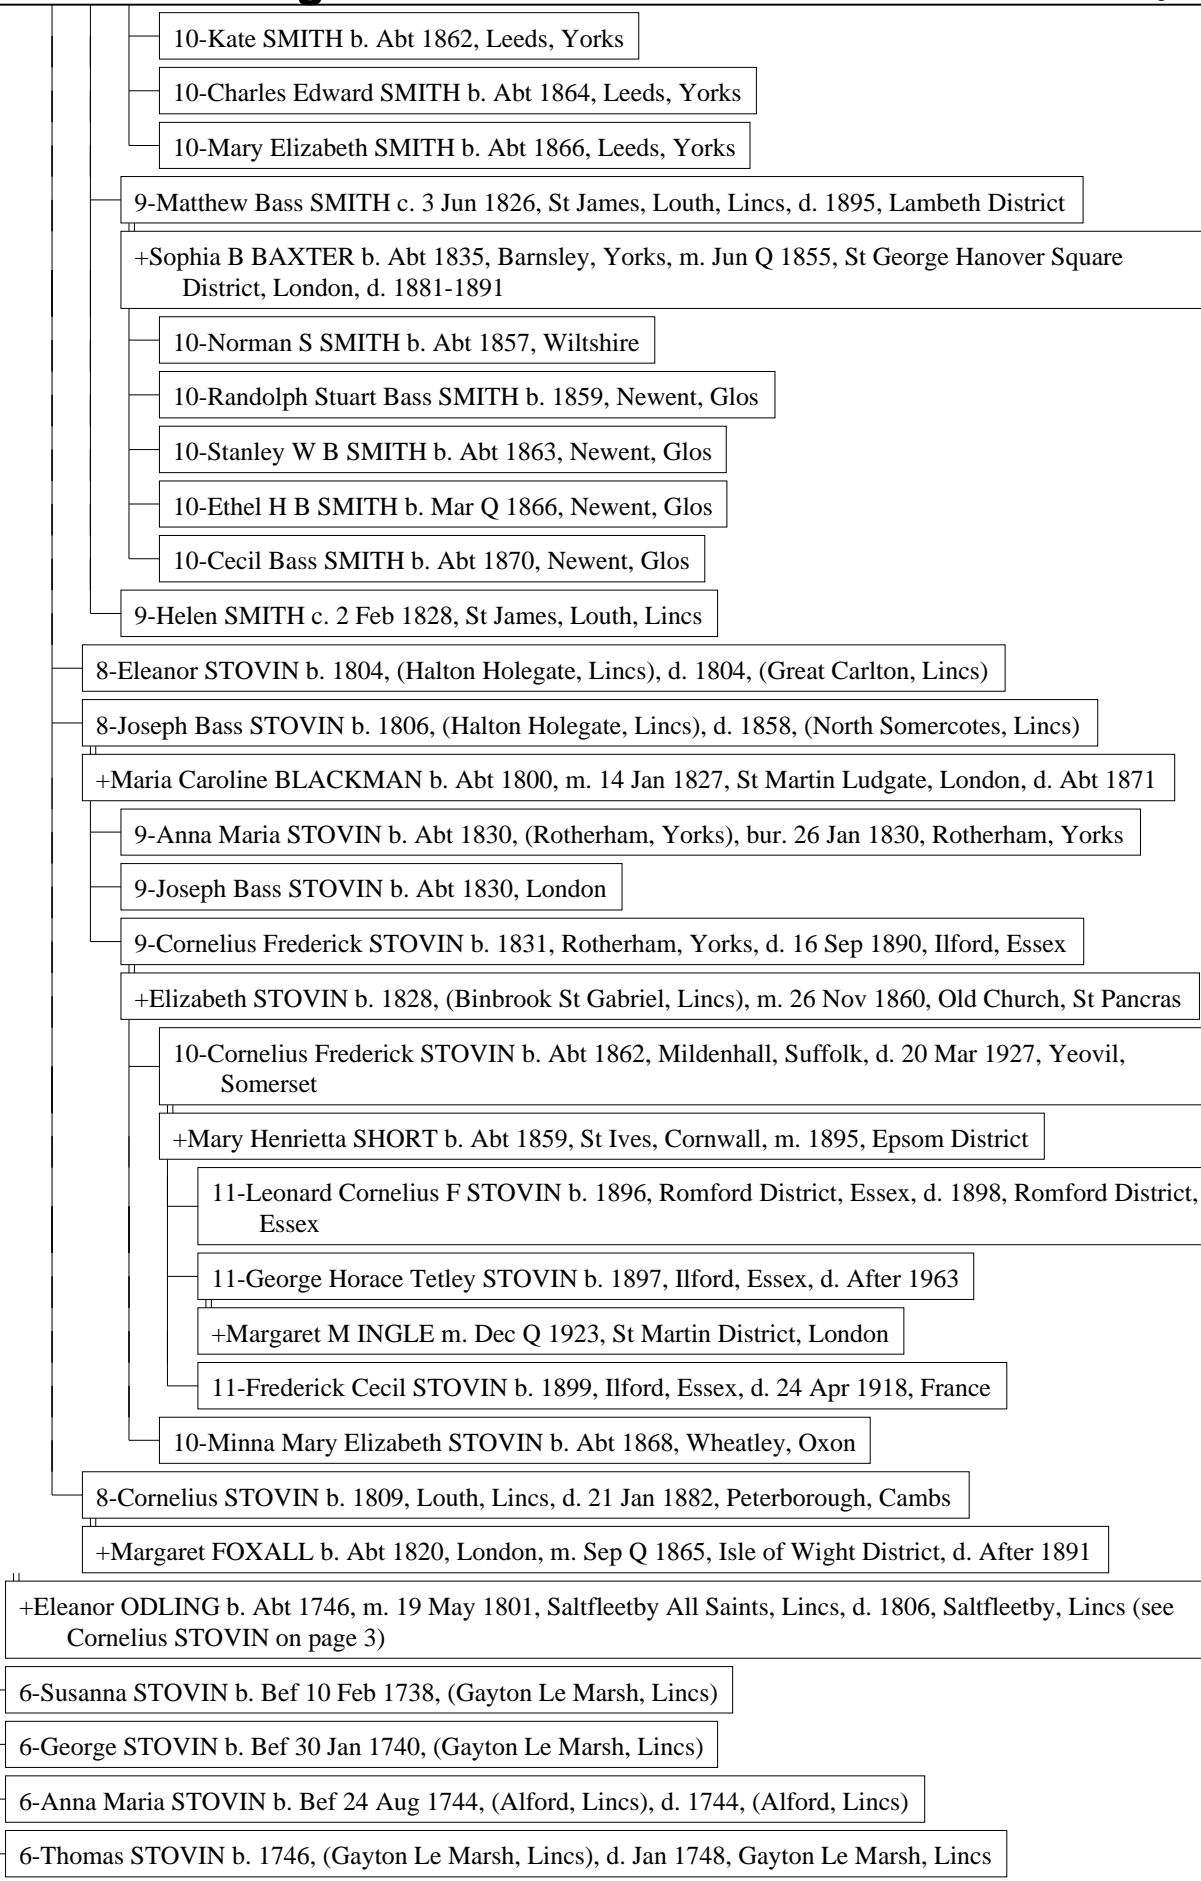 10-Kate SMITH b. Abt 1862, Leeds, Yorks
10-Charles Edward SMITH b. Abt 1864, Leeds, Yorks
10-Mary Elizabeth SMITH b. Abt 1866, Leeds, Yorks
9-Matthew Bass SMITH c. 3 Jun 1826, St James, Louth, Lincs, d. 1895, Lambeth District
+Sophia B BAXTER b. Abt 1835, Barnsley, Yorks, m. Jun Q 1855, St George Hanover Square
District, London, d. 1881-1891
10-Norman S SMITH b. Abt 1857, Wiltshire
10-Randolph Stuart Bass SMITH b. 1859, Newent, Glos
10-Stanley W B SMITH b. Abt 1863, Newent, Glos
10-Ethel H B SMITH b. Mar Q 1866, Newent, Glos
10-Cecil Bass SMITH b. Abt 1870, Newent, Glos
9-Helen SMITH c. 2 Feb 1828, St James, Louth, Lincs
8-Eleanor STOVIN b. 1804, (Halton Holegate, Lincs), d. 1804, (Great Carlton, Lincs)
8-Joseph Bass STOVIN b. 1806, (Halton Holegate, Lincs), d. 1858, (North Somercotes, Lincs)
+Maria Caroline BLACKMAN b. Abt 1800, m. 14 Jan 1827, St Martin Ludgate, London, d. Abt 1871
9-Anna Maria STOVIN b. Abt 1830, (Rotherham, Yorks), bur. 26 Jan 1830, Rotherham, Yorks
9-Joseph Bass STOVIN b. Abt 1830, London
9-Cornelius Frederick STOVIN b. 1831, Rotherham, Yorks, d. 16 Sep 1890, Ilford, Essex
+Elizabeth STOVIN b. 1828, (Binbrook St Gabriel, Lincs), m. 26 Nov 1860, Old Church, St Pancras
10-Cornelius Frederick STOVIN b. Abt 1862, Mildenhall, Suffolk, d. 20 Mar 1927, Yeovil,
Somerset
+Mary Henrietta SHORT b. Abt 1859, St Ives, Cornwall, m. 1895, Epsom District
11-Leonard Cornelius F STOVIN b. 1896, Romford District, Essex, d. 1898, Romford District,
Essex
11-George Horace Tetley STOVIN b. 1897, Ilford, Essex, d. After 1963
+Margaret M INGLE m. Dec Q 1923, St Martin District, London
11-Frederick Cecil STOVIN b. 1899, Ilford, Essex, d. 24 Apr 1918, France
10-Minna Mary Elizabeth STOVIN b. Abt 1868, Wheatley, Oxon
8-Cornelius STOVIN b. 1809, Louth, Lincs, d. 21 Jan 1882, Peterborough, Cambs
+Margaret FOXALL b. Abt 1820, London, m. Sep Q 1865, Isle of Wight District, d. After 1891
+Eleanor ODLING b. Abt 1746, m. 19 May 1801, Saltfleetby All Saints, Lincs, d. 1806, Saltfleetby, Lincs (see
Cornelius STOVIN on page 3)
6-Susanna STOVIN b. Bef 10 Feb 1738, (Gayton Le Marsh, Lincs)
6-George STOVIN b. Bef 30 Jan 1740, (Gayton Le Marsh, Lincs)
6-Anna Maria STOVIN b. Bef 24 Aug 1744, (Alford, Lincs), d. 1744, (Alford, Lincs)
6-Thomas STOVIN b. 1746, (Gayton Le Marsh, Lincs), d. Jan 1748, Gayton Le Marsh, Lincs